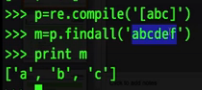 >>> p=re.compile('[abc]')
>>> m=p.findall('abcdef')
>>> print m
['a', 'b', 'c']